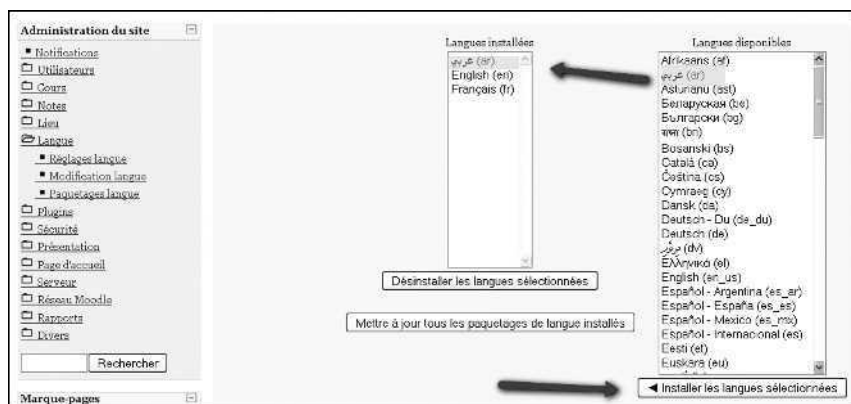 Administration du site
Notifications
Utilisateurs
Cours
Notes
Lieu
Langue
Réglages langue
Modification langue
Paquetages langue
Plugins
Sécurité
Présentation
Page d'accueil
Serveur
Réseau Moodle
Rapports
Divers
Rechercher
Marque-pages
Langues installées
عربي (ar)
English (en)
Français (fr)
Désinstaller les langues sélectionnées
Mettre à jour tous les paquetages de langue installés
Langues disponibles
Afrikaans (af)
عربي (ar)
Asturianu (ast)
Беларуская (be)
Български (bg)
বাংলা (bn)
Bosanski (bs)
Català (ca)
Čeština (cs)
Cymraeg (cy)
Dansk (da)
Deutsch - Du (de_du)
Deutsch (de)
(dv)
Ελληνικά (el)
English (en_us)
Español - Argentina (es_ar)
Español - España (es_es)
Español - Mexico (es_mx)
Español - Internacional (es)
Eesti (et)
Euskara (eu)
◄ Installer les langues sélectionnées